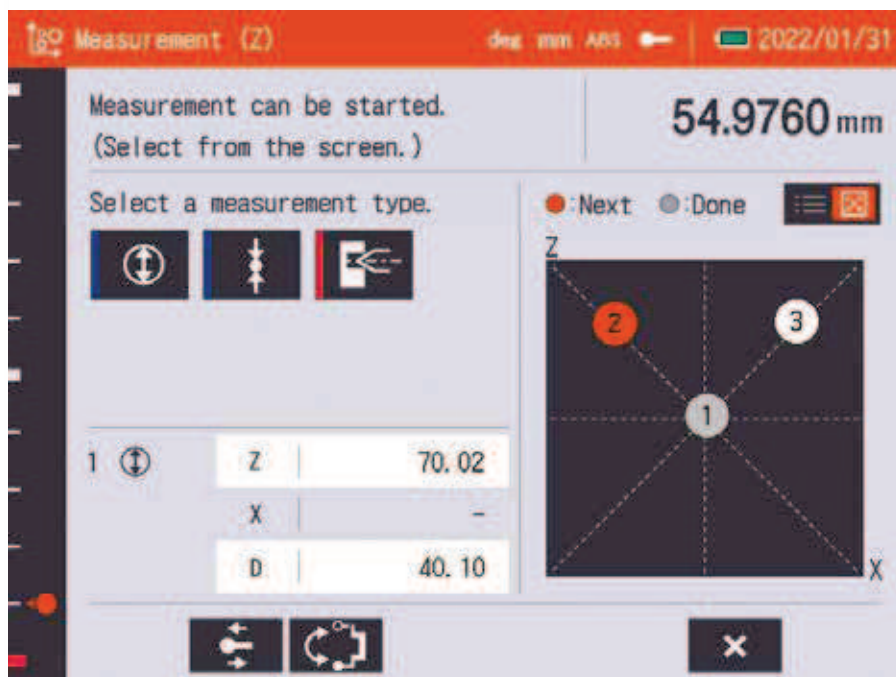 Measurement (Z) deg mm ABS 2022/01/31
Measurement can be started.
(Select from the screen.)
54.9760 mm
Select a measurement type.
:Next :Done
Z
2 3
1
X
1 Z 70.02
X -
D 40.10